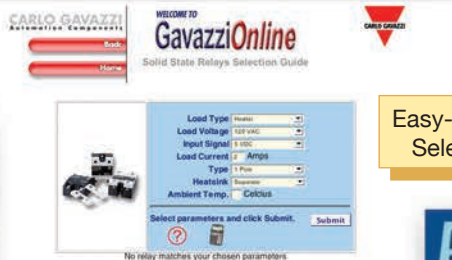 CARLO GAVAZZI
Automation Components
Back
Home
WELCOME TO
GavazziOnline
Solid State Relays Selection Guide
CARLO GAVAZZI
Load Type Heater
Load Voltage 120 VAC
Input Signal 5 VDC
Load Current 2 Amps
Type 1 Pole
Heatsink Separate
Ambient Temp. Celcius
Select parameters and click Submit.
Submit
?
No relay matches your chosen parameters
Easy-
Sele